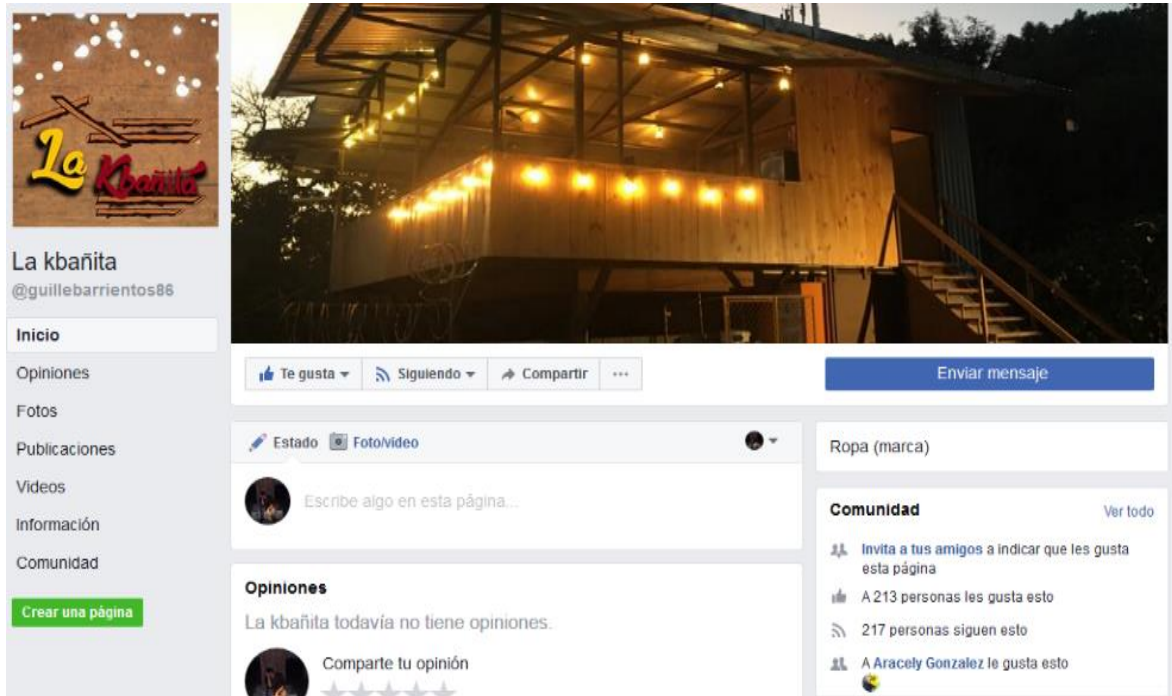 La Kbañita
La kbañita
@guillebarrientos86
Inicio
Opiniones
Fotos
Publicaciones
Videos
Información
Comunidad
Crear una página
Te gusta
Siguiendo
Compartir
Enviar mensaje
Estado
Foto/video
Escribe algo en esta página...
Opiniones
La kbañita todavía no tiene opiniones.
Comparte tu opinión
Ropa (marca)
Comunidad
Ver todo
Invita a tus amigos a indicar que les gusta
esta página
A 213 personas les gusta esto
217 personas siguen esto
A Aracely Gonzalez le gusta esto